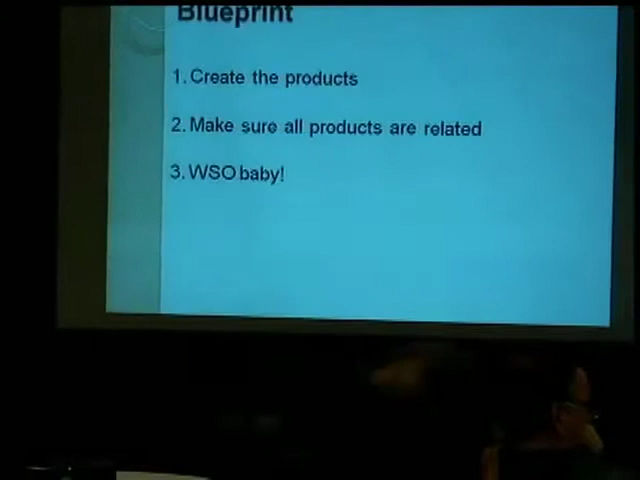 Blueprint
1. Create the products
2. Make sure all products are related
3. WSO baby!